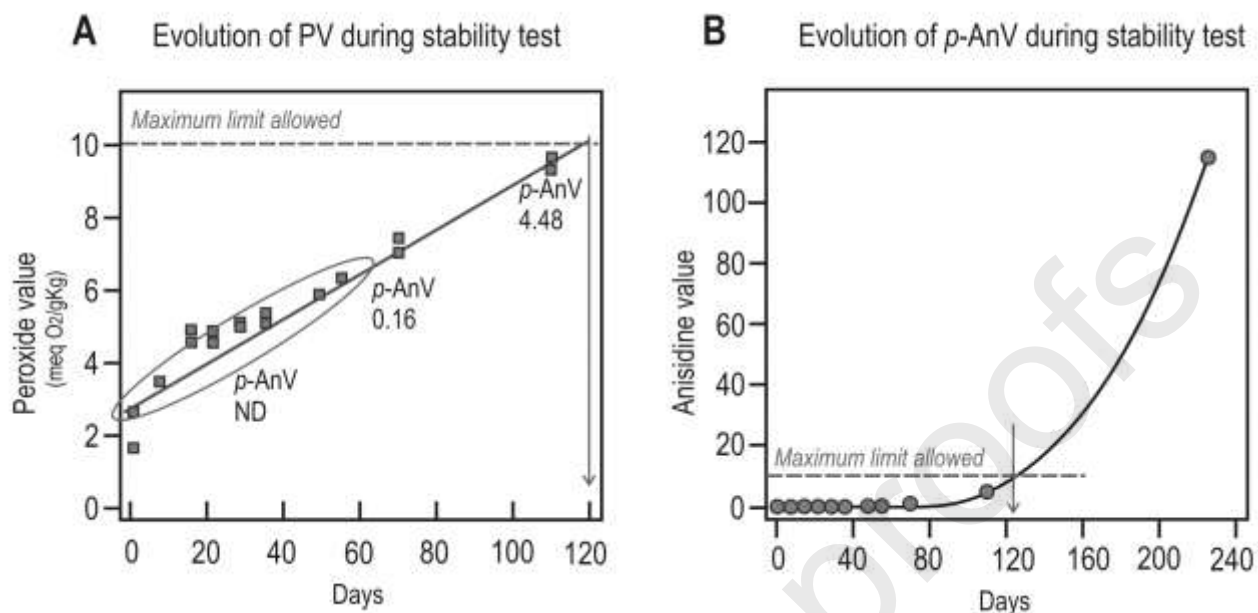 A Evolution of PV during stability test
Maximum limit allowed
10
8
6
4
2
0
Peroxide value
(meq O2/gKg)
p-AnV
4.48
p-AnV
0.16
p-AnV
ND
0 20 40 60 80 100 120
Days
B Evolution of p-AnV during stability test
120
100
80
60
40
20
0
Anisidine value
Maximum limit allowed
0 40 80 120 160 200 240
Days
proofs